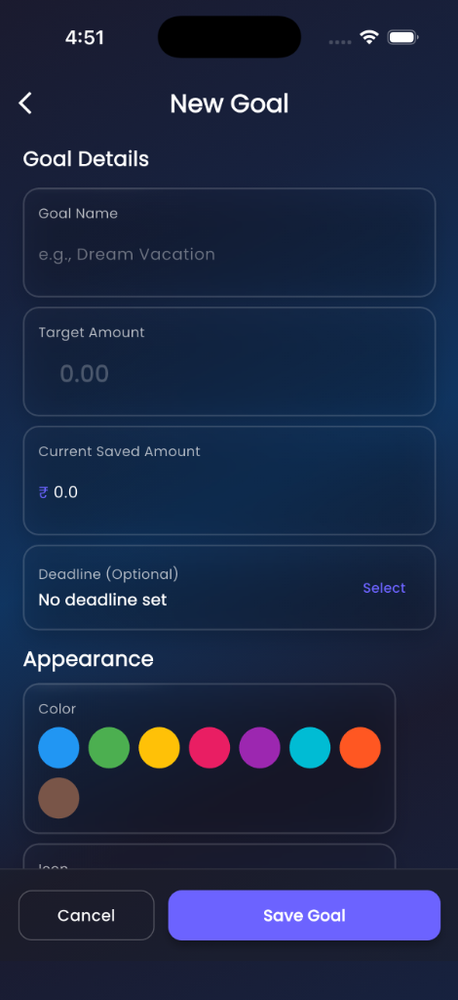 4:51
New Goal
Goal Details
Goal Name
e.g., Dream Vacation
Target Amount
0.00
Current Saved Amount
₹ 0.0
Deadline (Optional)
No deadline set
Select
Appearance
Color
Icon
Cancel
Save Goal